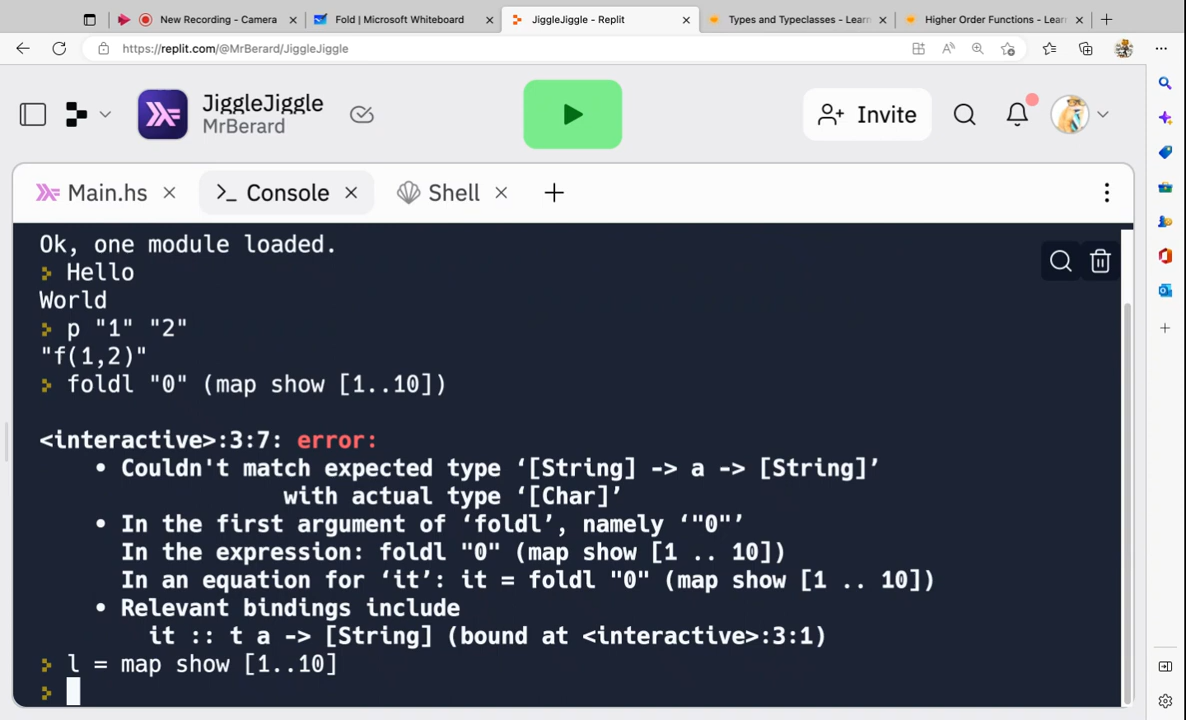 New Recording - Camera
Fold | Microsoft Whiteboard
JiggleJiggle - Replit
Types and Typeclasses - Learn
Higher Order Functions - Lear
https://replit.com/@MrBerard/JiggleJiggle
JiggleJiggle
MrBerard
Invite
Main.hs
Console
Shell
Ok, one module loaded.
Hello
World
p "1" "2"
"f(1,2)"
foldl "0" (map show [1..10])
<interactive>:3:7: error:
• Couldn't match expected type ‘[String] -> a -> [String]’
with actual type ‘[Char]’
• In the first argument of ‘foldl’, namely ‘"0"’
In the expression: foldl "0" (map show [1 .. 10])
In an equation for ‘it’: it = foldl "0" (map show [1 .. 10])
• Relevant bindings include
it :: t a -> [String] (bound at <interactive>:3:1)
l = map show [1..10]